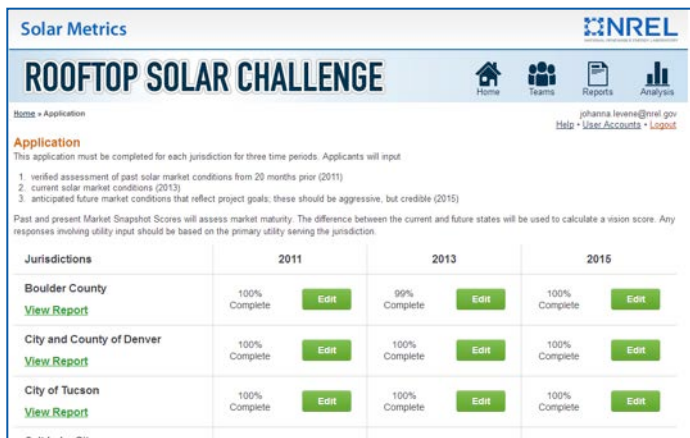 Solar Metrics
NREL
ROOFTOP SOLAR CHALLENGE
Home
Teams
Reports
Analysis
Home » Application
johanna.levene@nrel.gov
Help • User Accounts • Logout
Application
This application must be completed for each jurisdiction for three time periods. Applicants will input
1. verified assessment of past solar market conditions from 20 months prior (2011)
2. current solar market conditions (2013)
3. anticipated future market conditions that reflect project goals; these should be aggressive, but credible (2015)
Past and present Market Snapshot Scores will assess market maturity. The difference between the current and future states will be used to calculate a vision score. Any
responses involving utility input should be based on the primary utility serving the jurisdiction.
Jurisdictions 2011 2013 2015
Boulder County
View Report
100% Complete Edit 99% Complete Edit 100% Complete Edit
City and County of Denver
View Report
100% Complete Edit 100% Complete Edit 100% Complete Edit
City of Tucson
View Report
100% Complete Edit 100% Complete Edit 100% Complete Edit